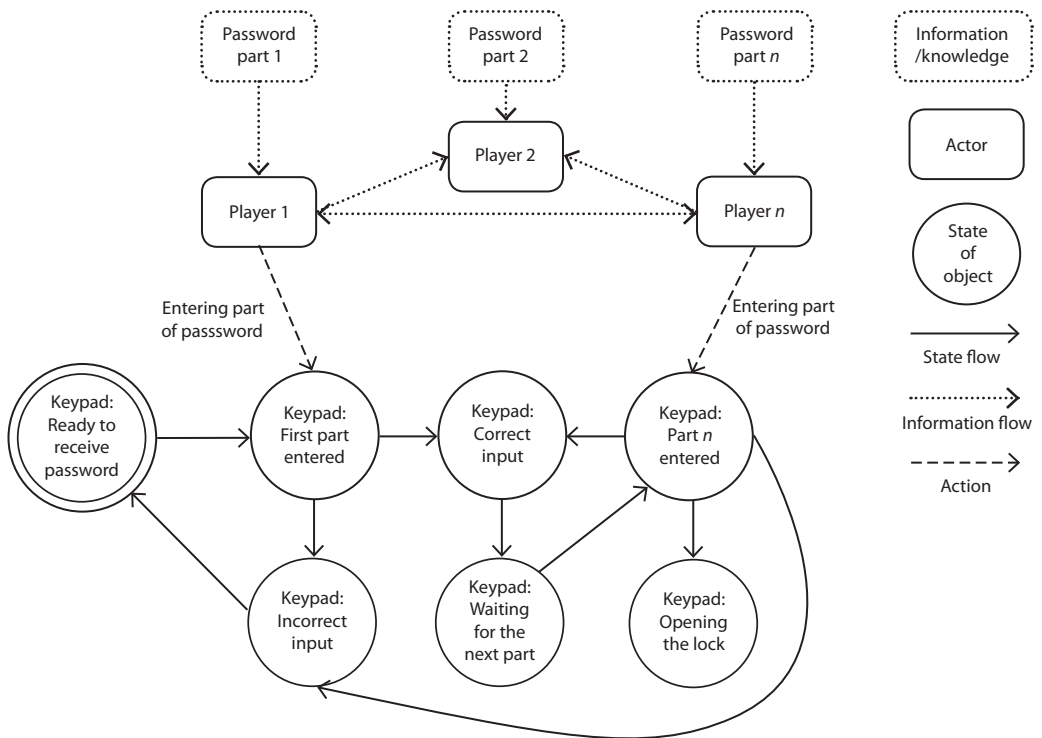 Password
part 1
Password
part 2
Password
part n
Information
/knowledge
Player 1
Player 2
Player n
Actor
State
of
object
Entering part
of passsword
Entering part
of password
State flow
Information flow
Action
Keypad:
Ready to
receive
password
Keypad:
First part
entered
Keypad:
Correct
input
Keypad:
Part n
entered
Keypad:
Incorrect
input
Keypad:
Waiting
for the
next part
Keypad:
Opening
the lock